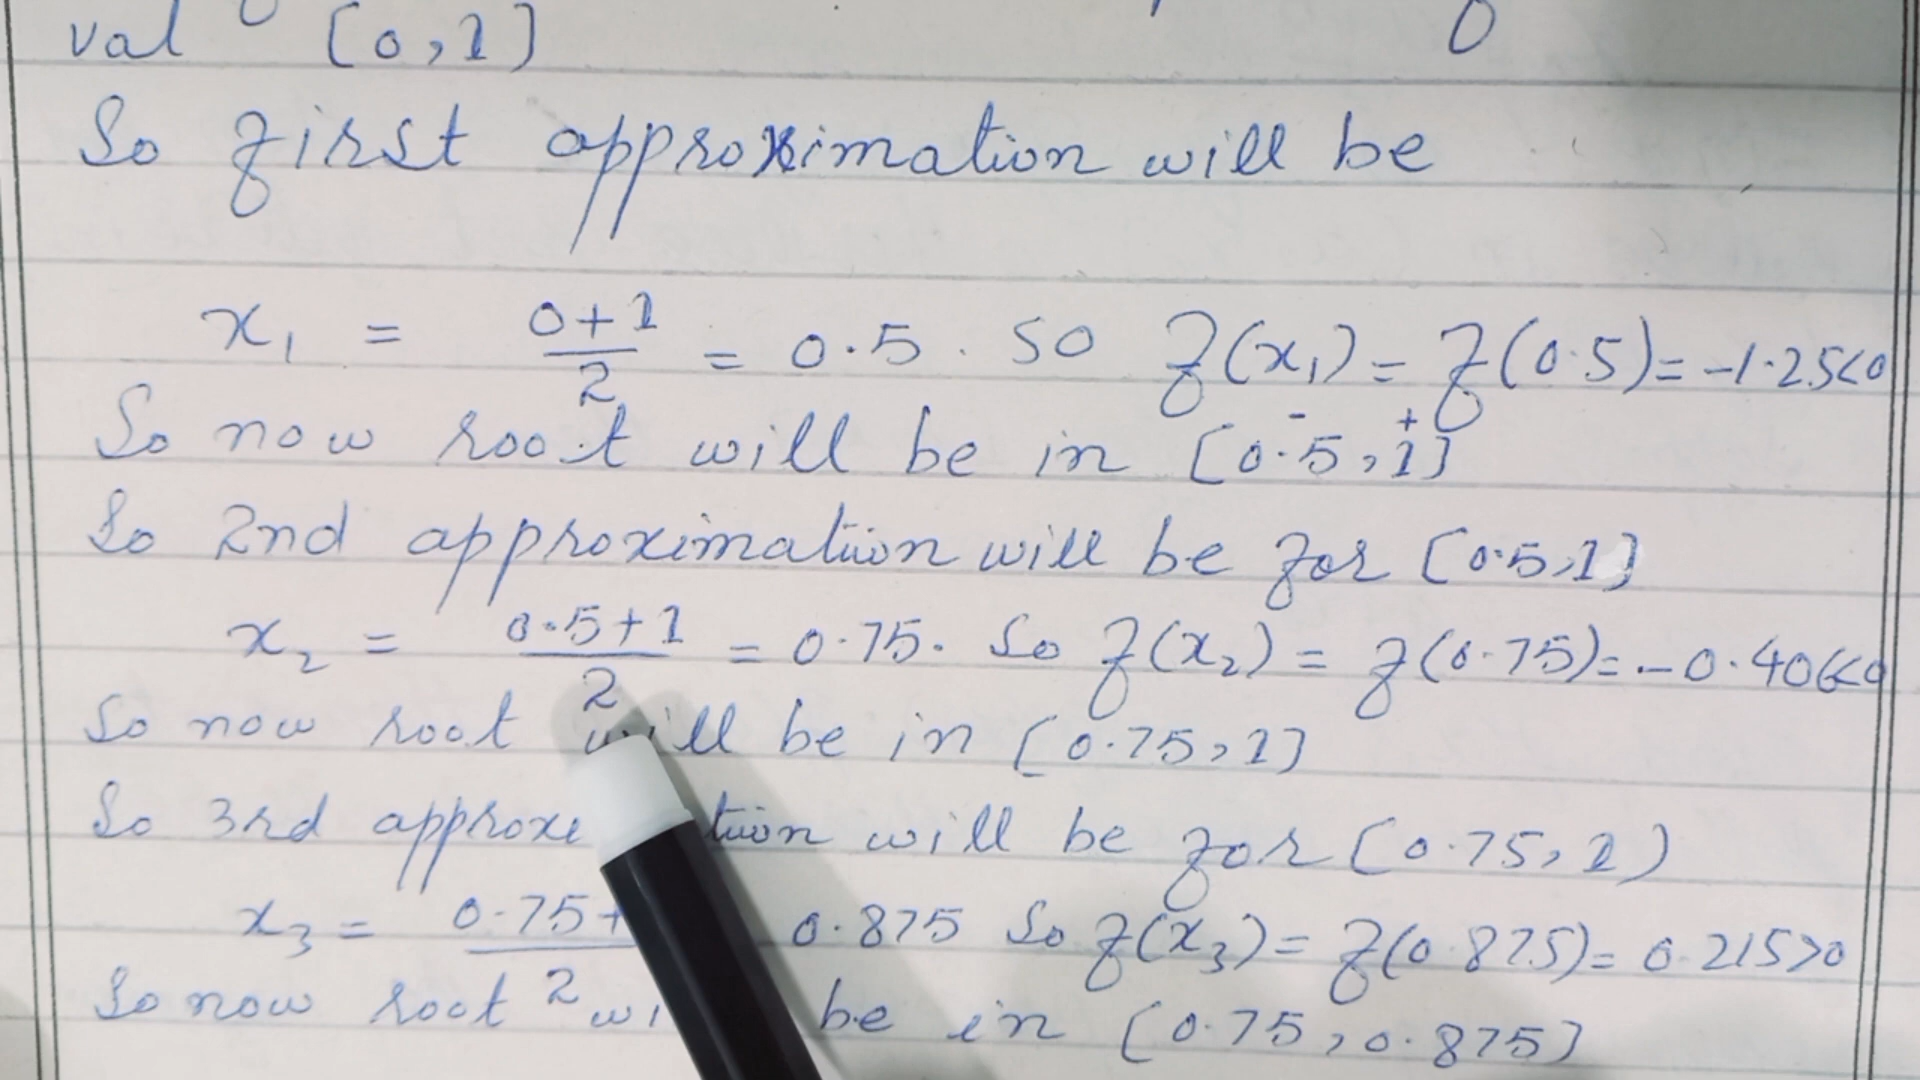 val [0,1]
So first approximation will be
x₁ = (0+1)/2 = 0.5. So f(x₁) = f(0.5) = -1.25<0
- +
So now root will be in [0.5,1]
So 2nd approximation will be for [0.5,1]
x₂ = (0.5+1)/2 = 0.75. So f(x₂) = f(0.75) = -0.406<0
So now root will be in [0.75,1]
So 3rd approxi tion will be for [0.75,1)
x₃ = 0.75+ /2 0.875 So f(x₃) = f(0.875) = 0.215>0
So now root wi be in [0.75,0.875]